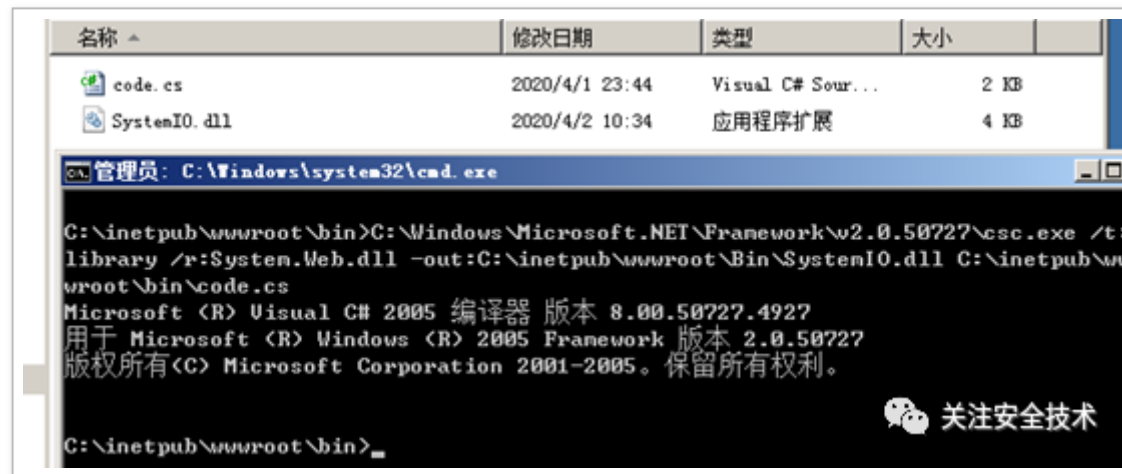 名称 修改日期 类型 大小
code.cs 2020/4/1 23:44 Visual C# Sour... 2 KB
SystemIO.dll 2020/4/2 10:34 应用程序扩展 4 KB
管理员: C:\Windows\system32\cmd.exe
C:\inetpub\wwwroot\bin>C:\Windows\Microsoft.NET\Framework\v2.0.50727\csc.exe /t:
library /r:System.Web.dll -out:C:\inetpub\wwwroot\Bin\SystemIO.dll C:\inetpub\ww
wroot\bin\code.cs
Microsoft (R) Visual C# 2005 编译器 版本 8.00.50727.4927
用于 Microsoft (R) Windows (R) 2005 Framework 版本 2.0.50727
版权所有(C) Microsoft Corporation 2001-2005。保留所有权利。
关注安全技术
C:\inetpub\wwwroot\bin>_